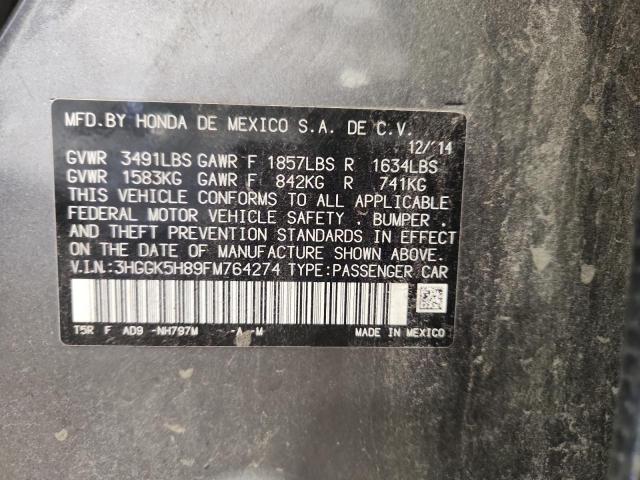 MFD.BY HONDA DE MEXICO S.A. DE C.V.
12/'14
GVWR 3491LBS GAWR F 1857LBS R 1634LBS
GVWR 1583KG GAWR F 842KG R 741KG
THIS VEHICLE CONFORMS TO ALL APPLICABLE
FEDERAL MOTOR VEHICLE SAFETY . BUMPER .
AND THEFT PREVENTION STANDARDS IN EFFECT
ON THE DATE OF MANUFACTURE SHOWN ABOVE.
V.I.N.:3HGGK5H89FM764274 TYPE:PASSENGER CAR
T5R F AD9 -NH797M -A -M MADE IN MEXICO